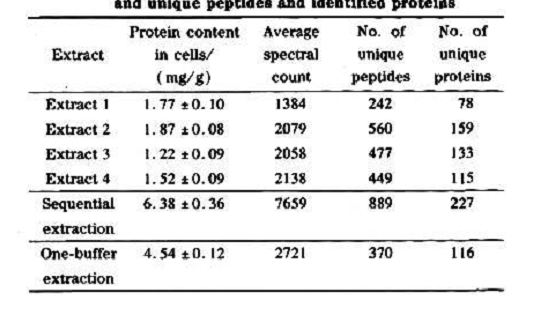 and unique peptides and identified proteins
Protein content Average No. of No. of
Extract in cells/ spectral unique unique
(mg/g) count peptides proteins
Extract 1 1.77 ±0.10 1384 242 78
Extract 2 1.87 ±0.08 2079 560 159
Extract 3 1.22 ±0.09 2058 477 133
Extract 4 1.52 ±0.09 2138 449 115
Sequential 6.38 ±0.36 7659 889 227
extraction
One-buffer 4.54 ±0.12 2721 370 116
extraction